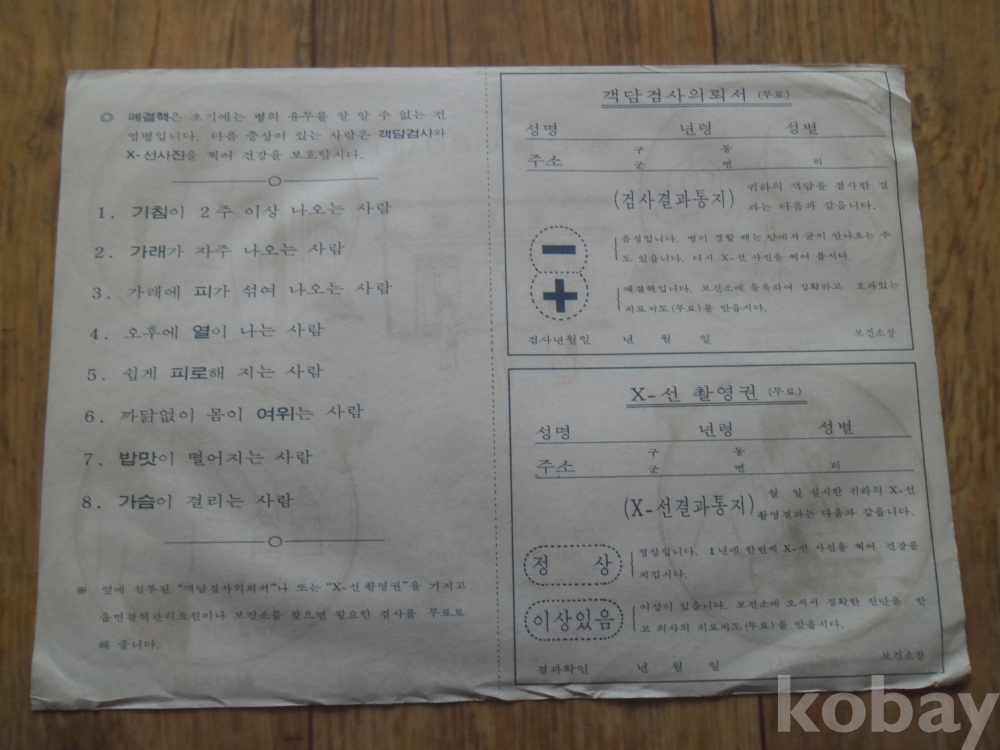 ◎ 폐결핵은 초기에는 병의 유무를 잘 알 수 없는 전
염병입니다. 다음 증상이 있는 사람은 객담검사와
X-선사진을 찍어 건강을 보호합시다.
1. 기침이 2주 이상 나오는 사람
2. 가래가 자주 나오는 사람
3. 가래에 피가 섞여 나오는 사람
4. 오후에 열이 나는 사람
5. 쉽게 피로해 지는 사람
6. 까닭없이 몸이 여위는 사람
7. 밥맛이 떨어지는 사람
8. 가슴이 결리는 사람
※ 옆에 첨부된 "객담검사의뢰서"나 또는 "X-선 촬영권"을 가지고
읍면결핵관리요원이나 보건소를 찾으면 필요한 검사를 무료로
해 줍니다.
객담검사의뢰서 (무료)
성명 년령 성별
구 동
주소 군 면 리
(검사결과통지) 귀하의 객담을 검사한 결
과는 다음과 같습니다.
− 음성입니다. 병이 경할 때는 담에서 균이 안나오는 수
도 있읍니다. 다시 X-선 사진을 찍어 봅시다.
+ 폐결핵입니다. 보건소에 등록하여 정확하고 효과있는
치료지도(무료)를 받읍시다.
검사년월일 년 월 일 보건소장
X-선 촬영권 (무료)
성명 년령 성별
구 동
주소 군 면 리
(X-선결과통지) 월 일 실시한 귀하의 X-선
촬영결과는 다음과 같읍니다.
정 상 정상입니다. 1년에 한번씩 X-선 사진을 찍어 건강을
지킵시다.
이상있음 이상이 있읍니다. 보건소에 오셔서 정확한 진단을 받
고 의사의 치료지도(무료)를 받읍시다.
결과확인 년 월 일 보건소장
kobay